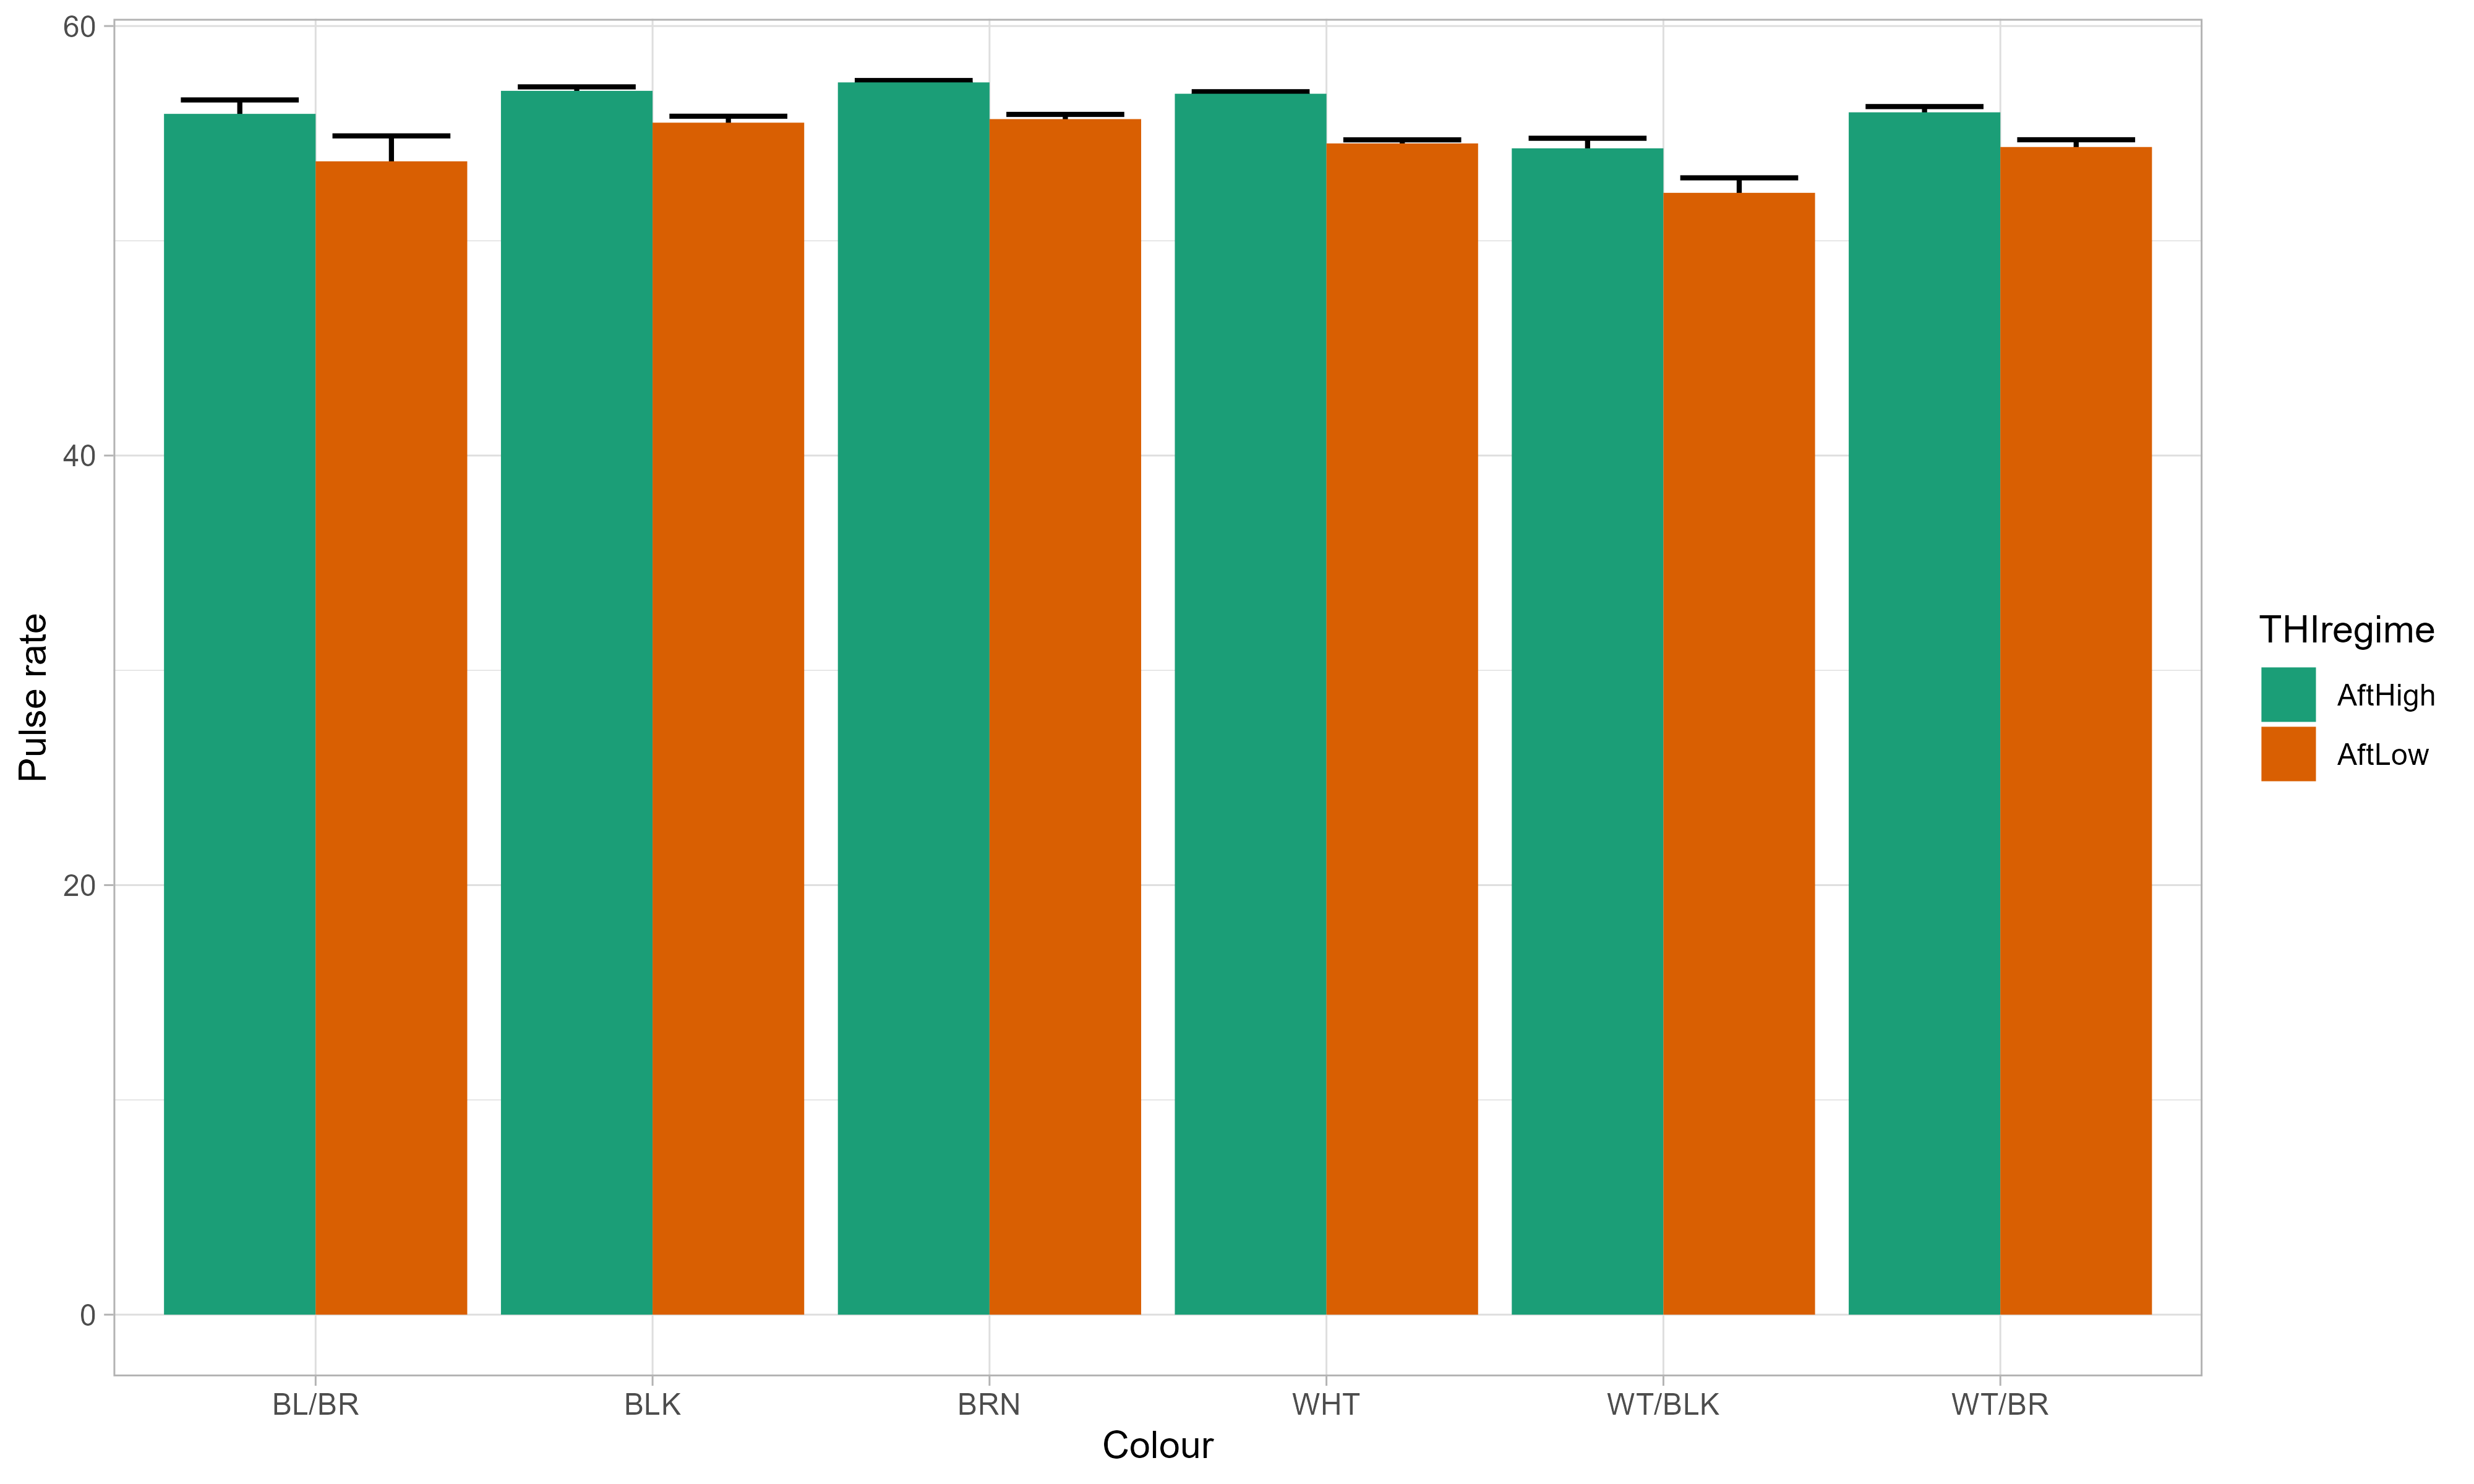 60
40
20
0
Pulse rate
BL/BR BLK BRN WHT WT/BLK WT/BR
Colour
THIregime
AftHigh
AftLow